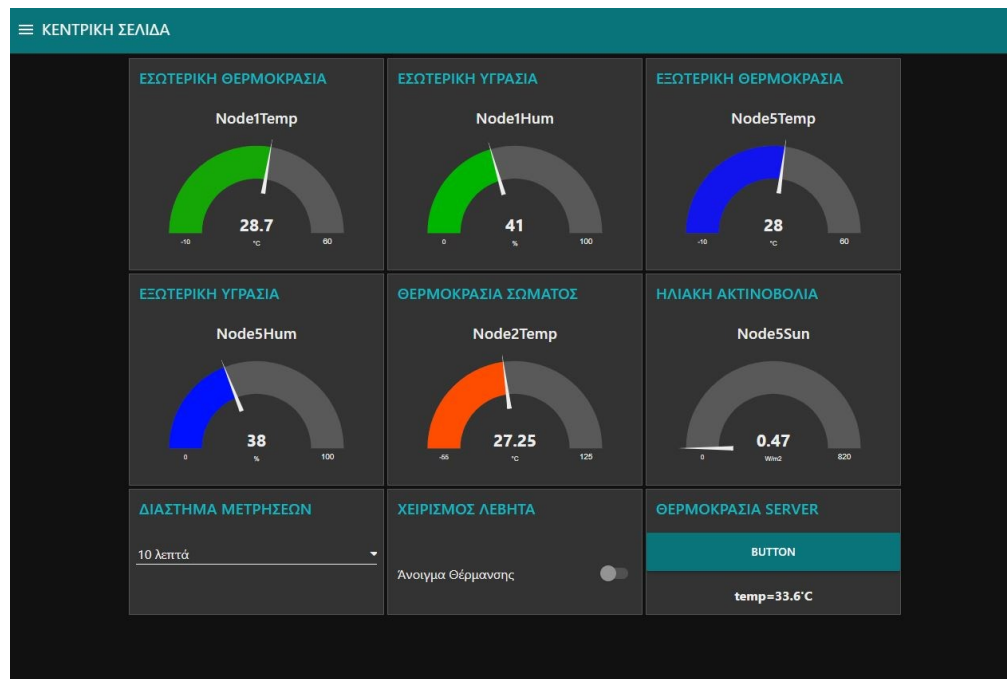 ΚΕΝΤΡΙΚΗ ΣΕΛΙΔΑ
ΕΣΩΤΕΡΙΚΗ ΘΕΡΜΟΚΡΑΣΙΑ
Node1Temp
28.7
-10 °C 60
ΕΣΩΤΕΡΙΚΗ ΥΓΡΑΣΙΑ
Node1Hum
41
0 % 100
ΕΞΩΤΕΡΙΚΗ ΘΕΡΜΟΚΡΑΣΙΑ
Node5Temp
28
-10 °C 60
ΕΞΩΤΕΡΙΚΗ ΥΓΡΑΣΙΑ
Node5Hum
38
0 % 100
ΘΕΡΜΟΚΡΑΣΙΑ ΣΩΜΑΤΟΣ
Node2Temp
27.25
-55 °C 125
ΗΛΙΑΚΗ ΑΚΤΙΝΟΒΟΛΙΑ
Node5Sun
0.47
0 W/m2 820
ΔΙΑΣΤΗΜΑ ΜΕΤΡΗΣΕΩΝ
10 λεπτά
ΧΕΙΡΙΣΜΟΣ ΛΕΒΗΤΑ
Άνοιγμα Θέρμανσης
ΘΕΡΜΟΚΡΑΣΙΑ SERVER
BUTTON
temp=33.6'C